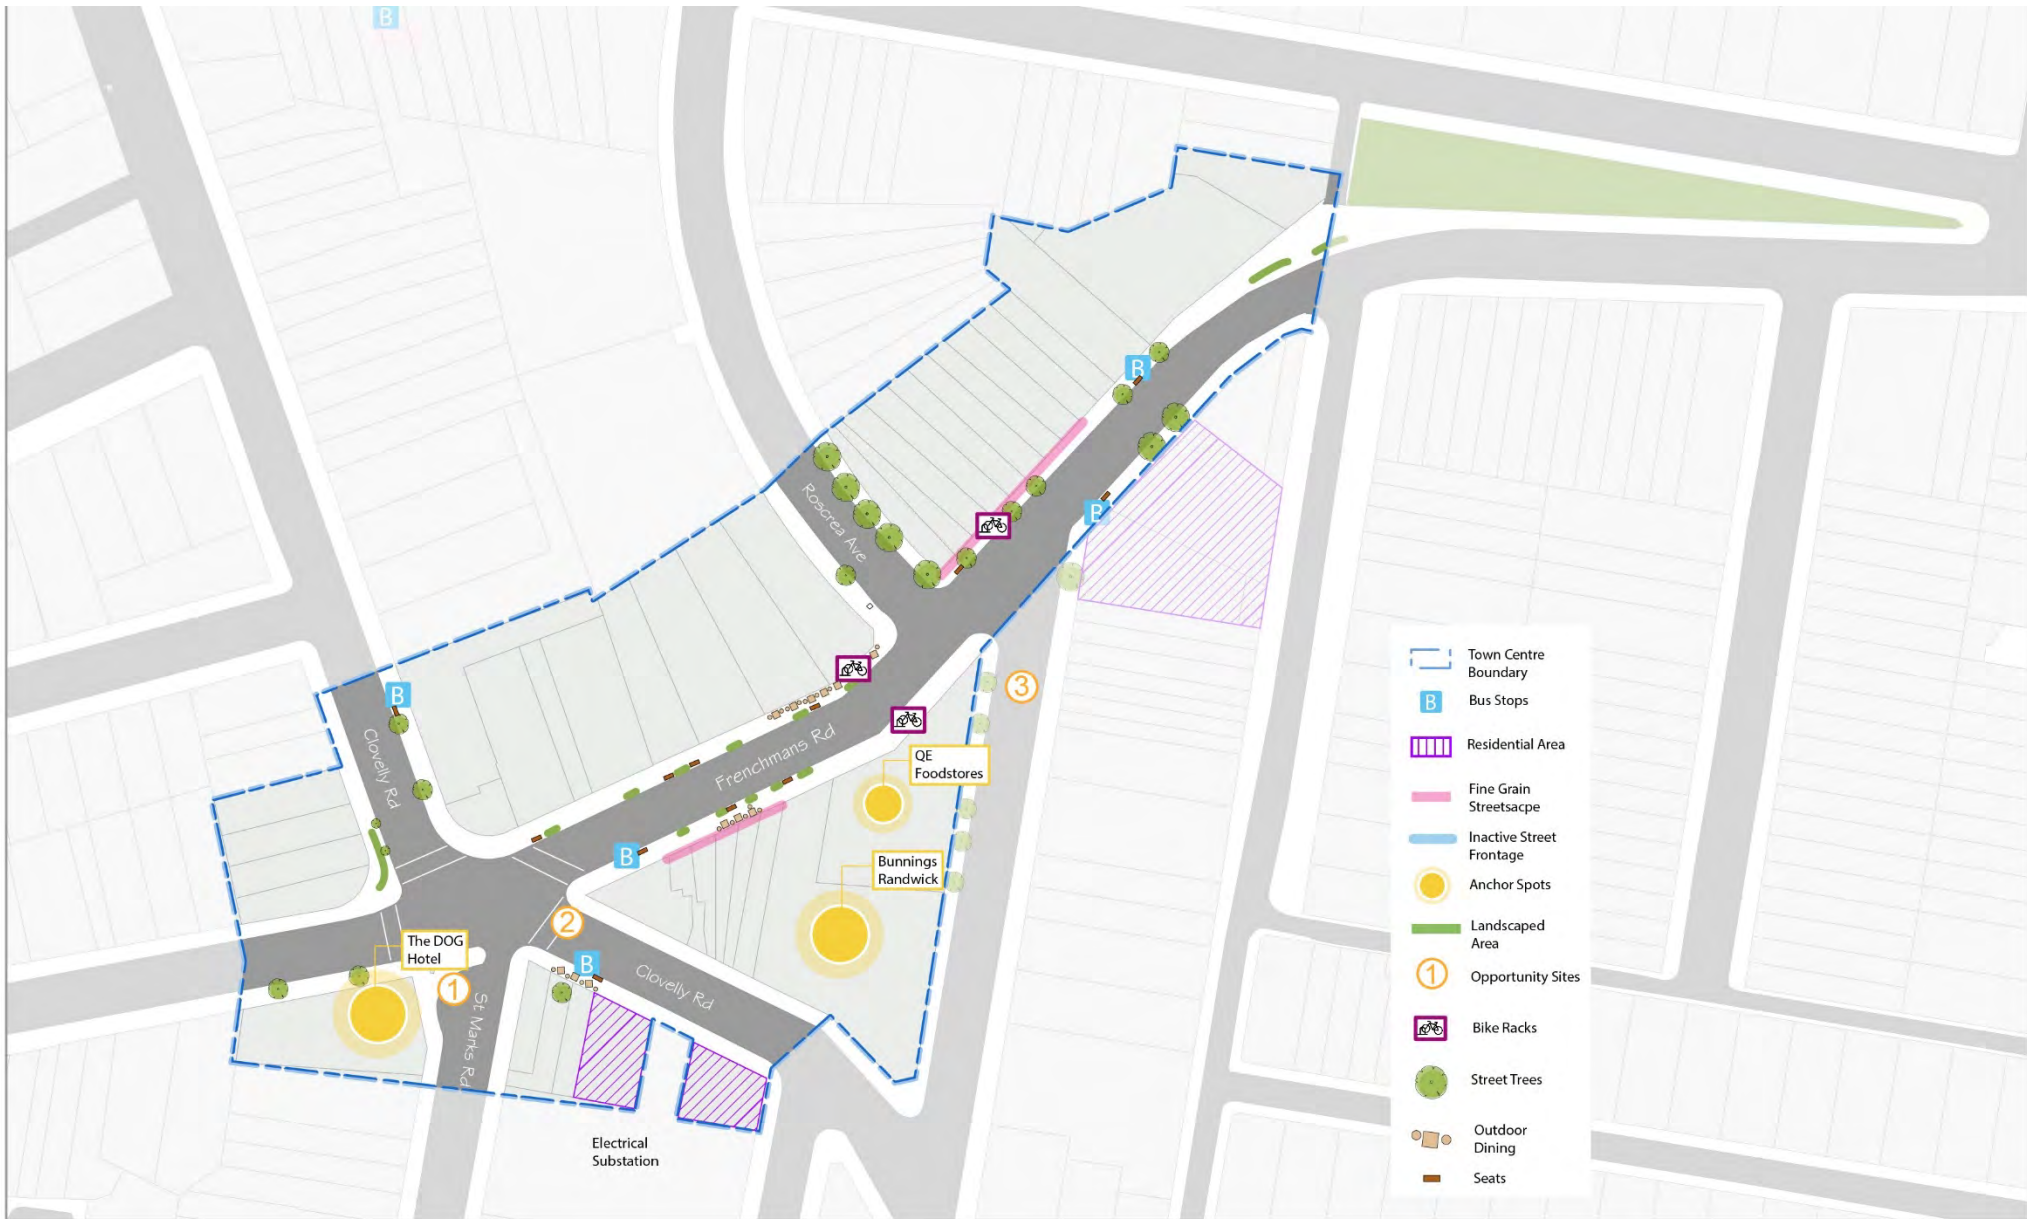 B
B
B
Roscrea Ave
B
Town Centre
Boundary
B
Bus Stops
3
B
Clovelly Rd
Frenchmans Rd
Residential Area
QE
Foodstores
Fine Grain
Streetsacpe
Inactive Street
Frontage
B
Bunnings
Randwick
Anchor Spots
2
Landscaped
Area
The DOG
Hotel
B
Clovelly Rd
1
1
Opportunity Sites
St Marks Rd
Bike Racks
Street Trees
Electrical
Substation
Outdoor
Dining
Seats